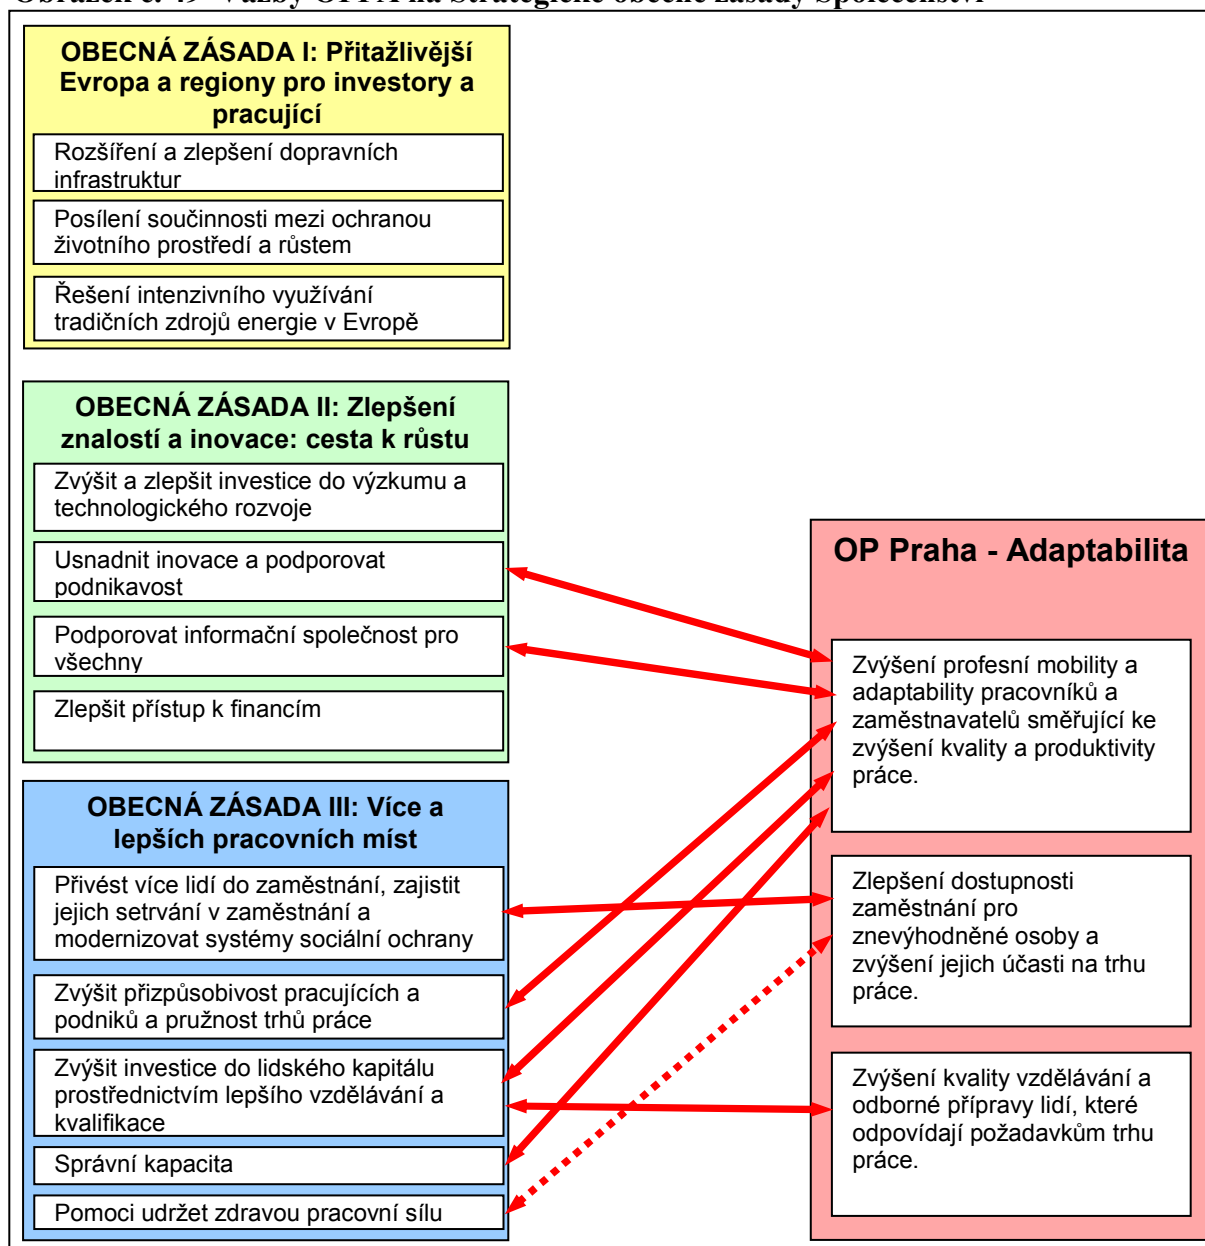 OBECNÁ ZÁSADA I: Přitažlivější
Evropa a regiony pro investory a
pracující
Rozšíření a zlepšení dopravních
infrastruktur
Posílení součinnosti mezi ochranou
životního prostředí a růstem
Řešení intenzivního využívání
tradičních zdrojů energie v Evropě
OBECNÁ ZÁSADA II: Zlepšení
znalostí a inovace: cesta k růstu
Zvýšit a zlepšit investice do výzkumu a
technologického rozvoje
Usnadnit inovace a podporovat
podnikavost
Podporovat informační společnost pro
všechny
Zlepšit přístup k financím
OBECNÁ ZÁSADA III: Více a
lepších pracovních míst
Přivést více lidí do zaměstnání, zajistit
jejich setrvání v zaměstnání a
modernizovat systémy sociální ochrany
Zvýšit přizpůsobivost pracujících a
podniků a pružnost trhů práce
Zvýšit investice do lidského kapitálu
prostřednictvím lepšího vzdělávání a
kvalifikace
Správní kapacita
Pomoci udržet zdravou pracovní sílu
OP Praha - Adaptabilita
Zvýšení profesní mobility a
adaptability pracovníků a
zaměstnavatelů směřující ke
zvýšení kvality a produktivity
práce.
Zlepšení dostupnosti
zaměstnání pro
znevýhodněné osoby a
zvýšení jejich účasti na trhu
práce.
Zvýšení kvality vzdělávání a
odborné přípravy lidí, které
odpovídají požadavkům trhu
práce.